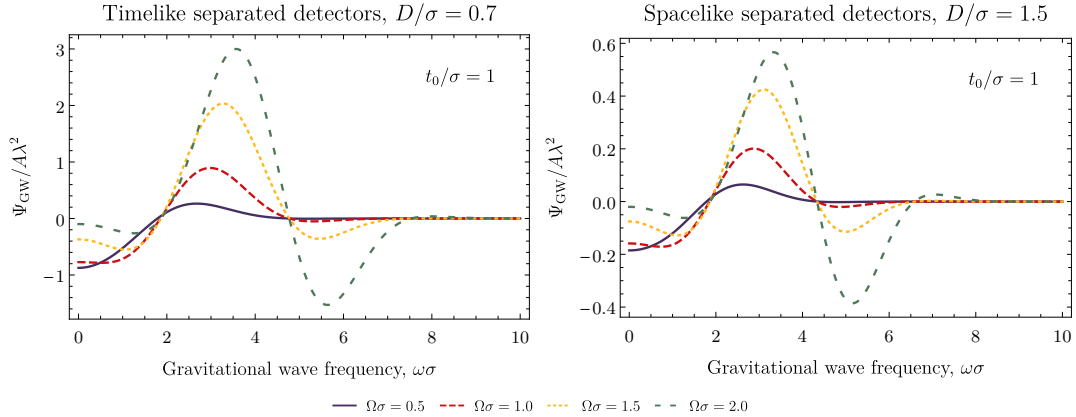 Timelike separated detectors, D/σ = 0.7
t₀/σ = 1
Ψ_GW/Aλ²
3
2
1
0
−1
0 2 4 6 8 10
Gravitational wave frequency, ωσ
Spacelike separated detectors, D/σ = 1.5
t₀/σ = 1
Ψ_GW/Aλ²
0.6
0.4
0.2
0.0
−0.2
−0.4
0 2 4 6 8 10
Gravitational wave frequency, ωσ
Ωσ = 0.5 Ωσ = 1.0 Ωσ = 1.5 Ωσ = 2.0